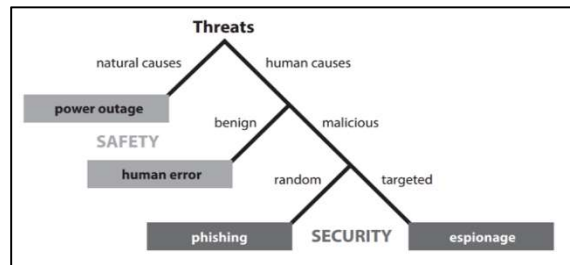 Threats
natural causes
human causes
power outage
benign
malicious
SAFETY
human error
random
targeted
phishing
SECURITY
espionage